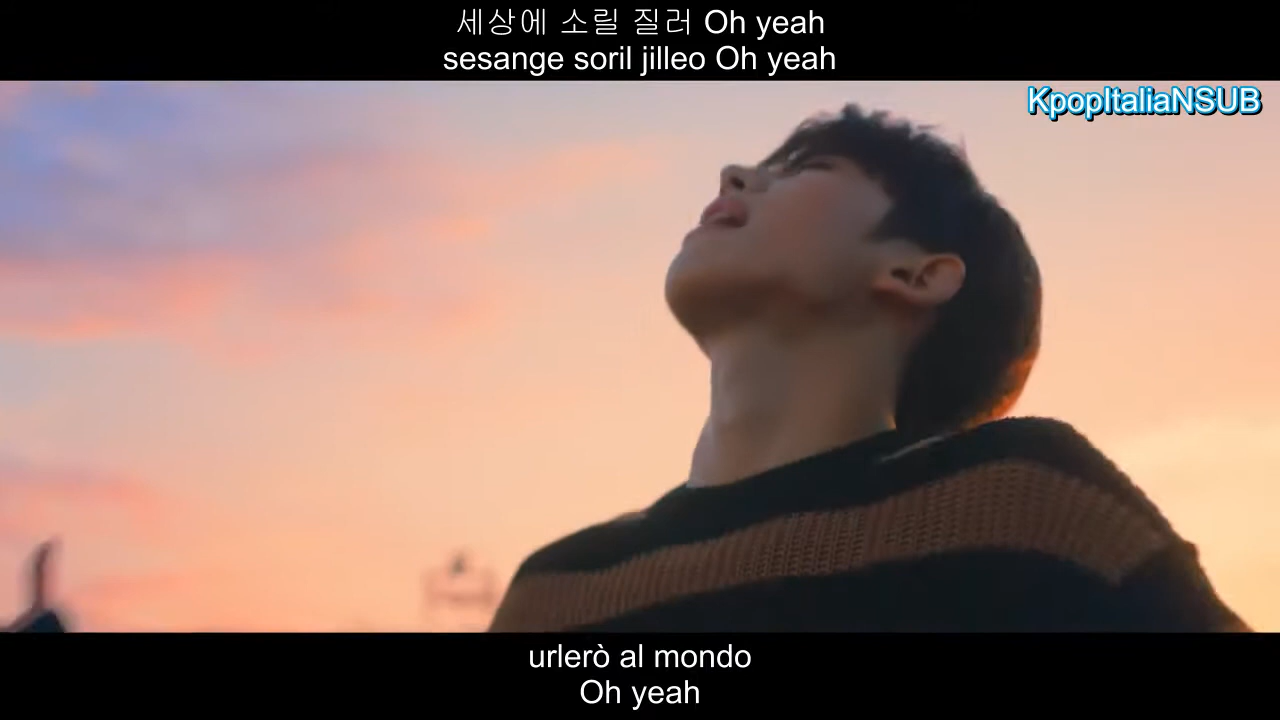 세상에 소릴 질러 Oh yeah
sesange soril jilleo Oh yeah
KpopItaliaNSUB
urlerò al mondo
Oh yeah